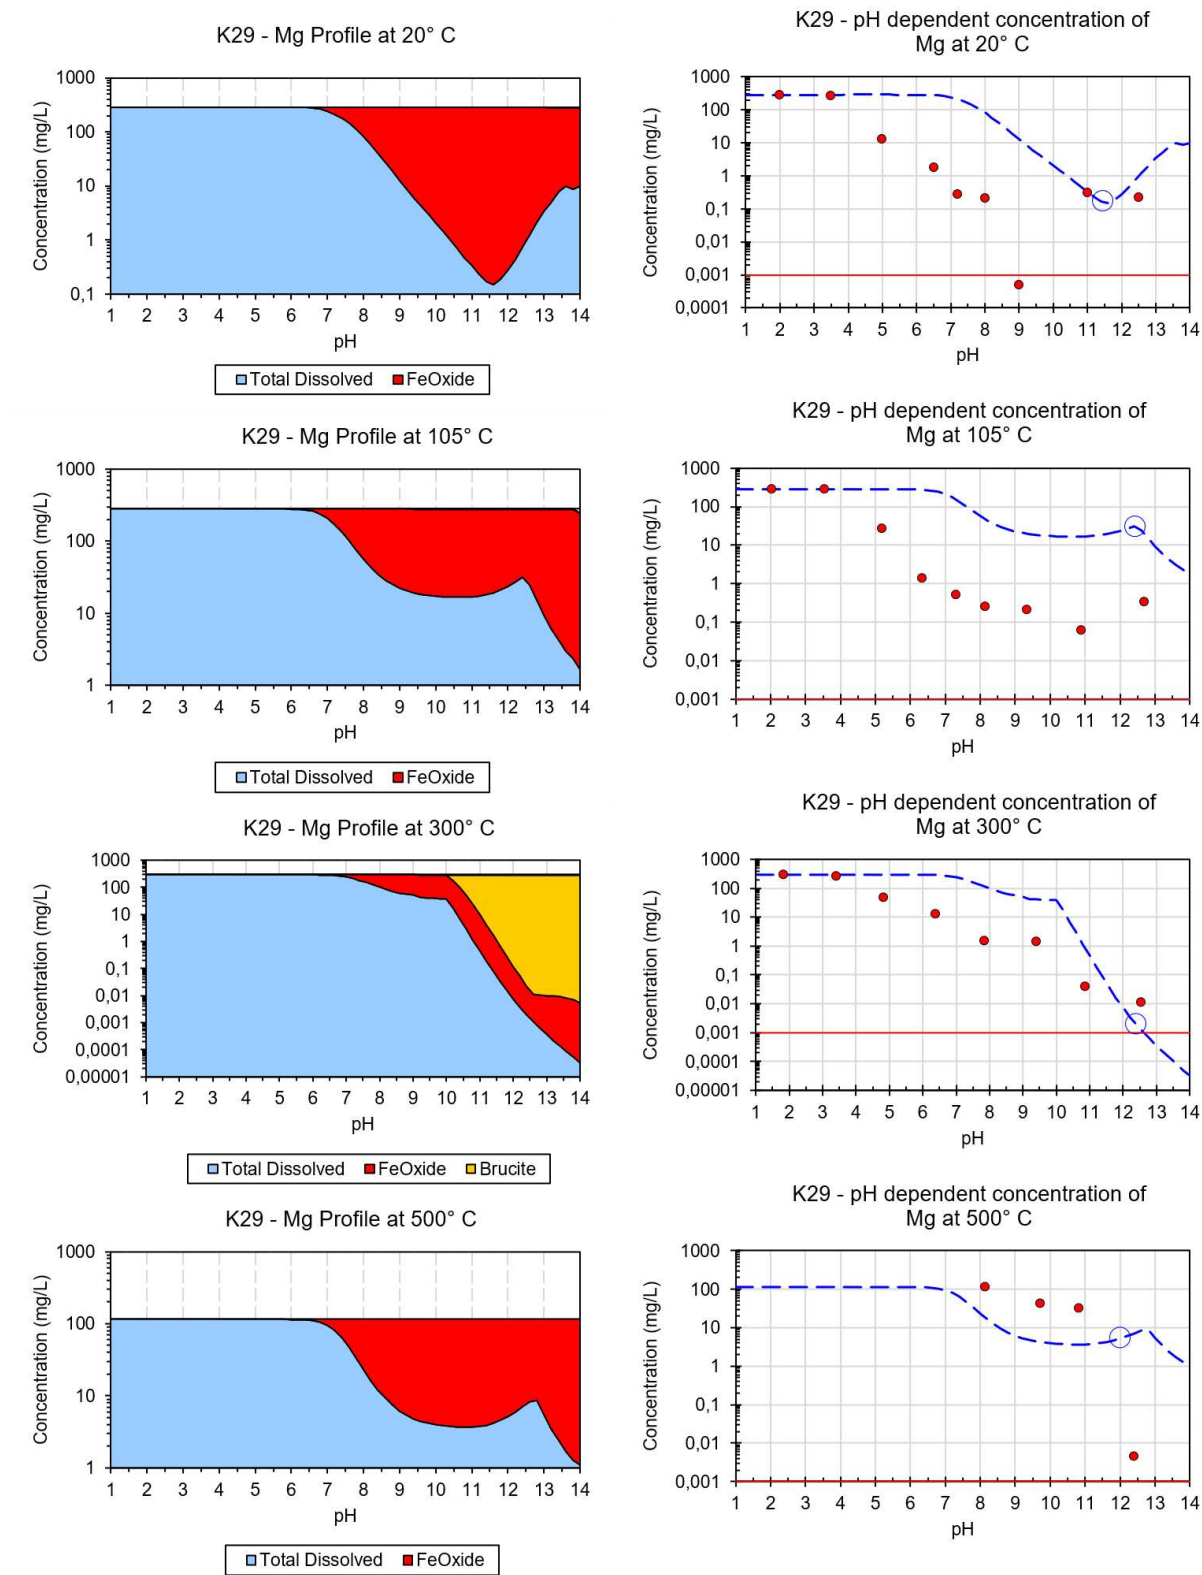 K29 - Mg Profile at 20° C
1000
100
10
1
0,1
Concentration (mg/L)
1 2 3 4 5 6 7 8 9 10 11 12 13 14
pH
Total Dissolved FeOxide
K29 - pH dependent concentration of
Mg at 20° C
1000
100
10
1
0,1
0,01
0,001
0,0001
Concentration (mg/L)
1 2 3 4 5 6 7 8 9 10 11 12 13 14
pH
K29 - Mg Profile at 105° C
1000
100
10
1
Concentration (mg/L)
1 2 3 4 5 6 7 8 9 10 11 12 13 14
pH
Total Dissolved FeOxide
K29 - pH dependent concentration of
Mg at 105° C
1000
100
10
1
0,1
0,01
0,001
Concentration (mg/L)
1 2 3 4 5 6 7 8 9 10 11 12 13 14
pH
K29 - Mg Profile at 300° C
1000
100
10
1
0,1
0,01
0,001
0,0001
0,00001
Concentration (mg/L)
1 2 3 4 5 6 7 8 9 10 11 12 13 14
pH
Total Dissolved FeOxide Brucite
K29 - pH dependent concentration of
Mg at 300° C
1000
100
10
1
0,1
0,01
0,001
0,0001
0,00001
Concentration (mg/L)
1 2 3 4 5 6 7 8 9 10 11 12 13 14
pH
K29 - Mg Profile at 500° C
1000
100
10
1
Concentration (mg/L)
1 2 3 4 5 6 7 8 9 10 11 12 13 14
pH
Total Dissolved FeOxide
K29 - pH dependent concentration of
Mg at 500° C
1000
100
10
1
0,1
0,01
0,001
Concentration (mg/L)
1 2 3 4 5 6 7 8 9 10 11 12 13 14
pH